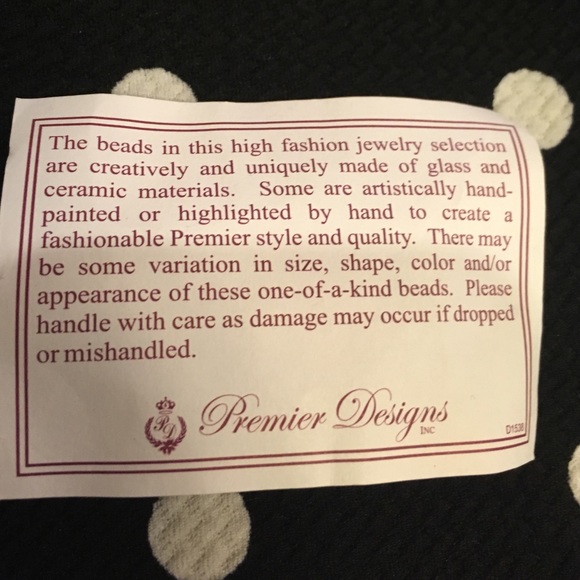 The beads in this high fashion jewelry selection
are creatively and uniquely made of glass and
ceramic materials. Some are artistically hand-
painted or highlighted by hand to create a
fashionable Premier style and quality. There may
be some variation in size, shape, color and/or
appearance of these one-of-a-kind beads. Please
handle with care as damage may occur if dropped
or mishandled.
PD Premier Designs
INC